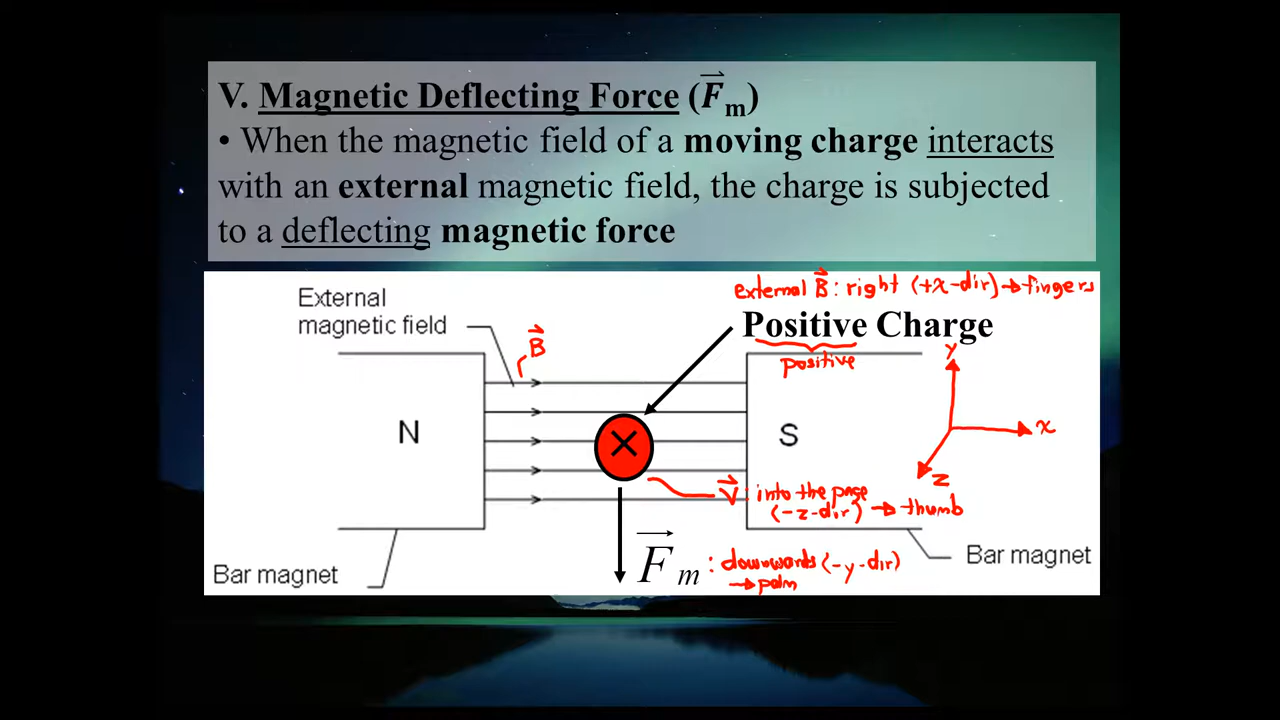 V. Magnetic Deflecting Force (F⃗m)
• When the magnetic field of a moving charge interacts
with an external magnetic field, the charge is subjected
to a deflecting magnetic force
external B⃗: right (+x-dir) → fingers
External
magnetic field
B⃗
Positive Charge
positive
y
x
z
N
S
V⃗: into the page
(-z-dir) → thumb
F⃗m : downwards (-y-dir)
→ palm
Bar magnet
Bar magnet